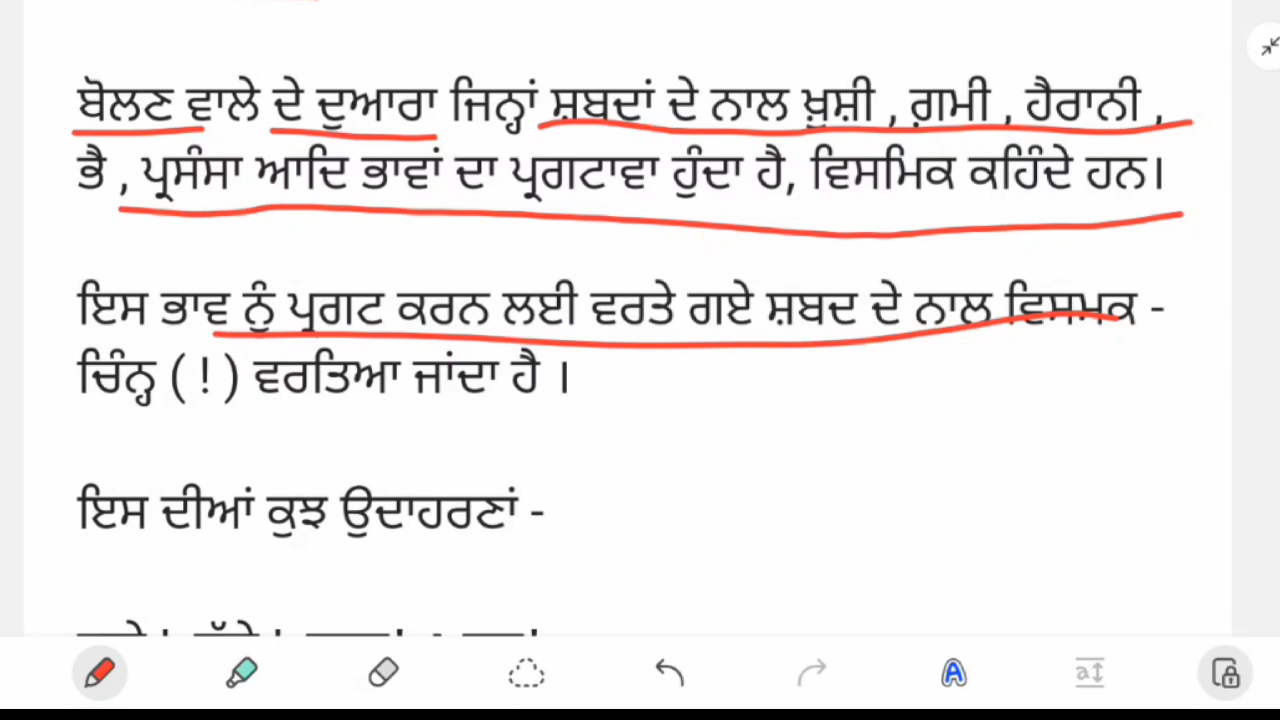 ਬੋਲਣ ਵਾਲੇ ਦੇ ਦੁਆਰਾ ਜਿਨ੍ਹਾਂ ਸ਼ਬਦਾਂ ਦੇ ਨਾਲ ਖ਼ੁਸ਼ੀ , ਗ਼ਮੀ , ਹੈਰਾਨੀ ,
ਭੈ , ਪ੍ਰਸੰਸਾ ਆਦਿ ਭਾਵਾਂ ਦਾ ਪ੍ਰਗਟਾਵਾ ਹੁੰਦਾ ਹੈ, ਵਿਸਮਿਕ ਕਹਿੰਦੇ ਹਨ।
ਇਸ ਭਾਵ ਨੂੰ ਪ੍ਰਗਟ ਕਰਨ ਲਈ ਵਰਤੇ ਗਏ ਸ਼ਬਦ ਦੇ ਨਾਲ ਵਿਸਮਕ -
ਚਿੰਨ੍ਹ ( ! ) ਵਰਤਿਆ ਜਾਂਦਾ ਹੈ ।
ਇਸ ਦੀਆਂ ਕੁਝ ਉਦਾਹਰਣਾਂ -